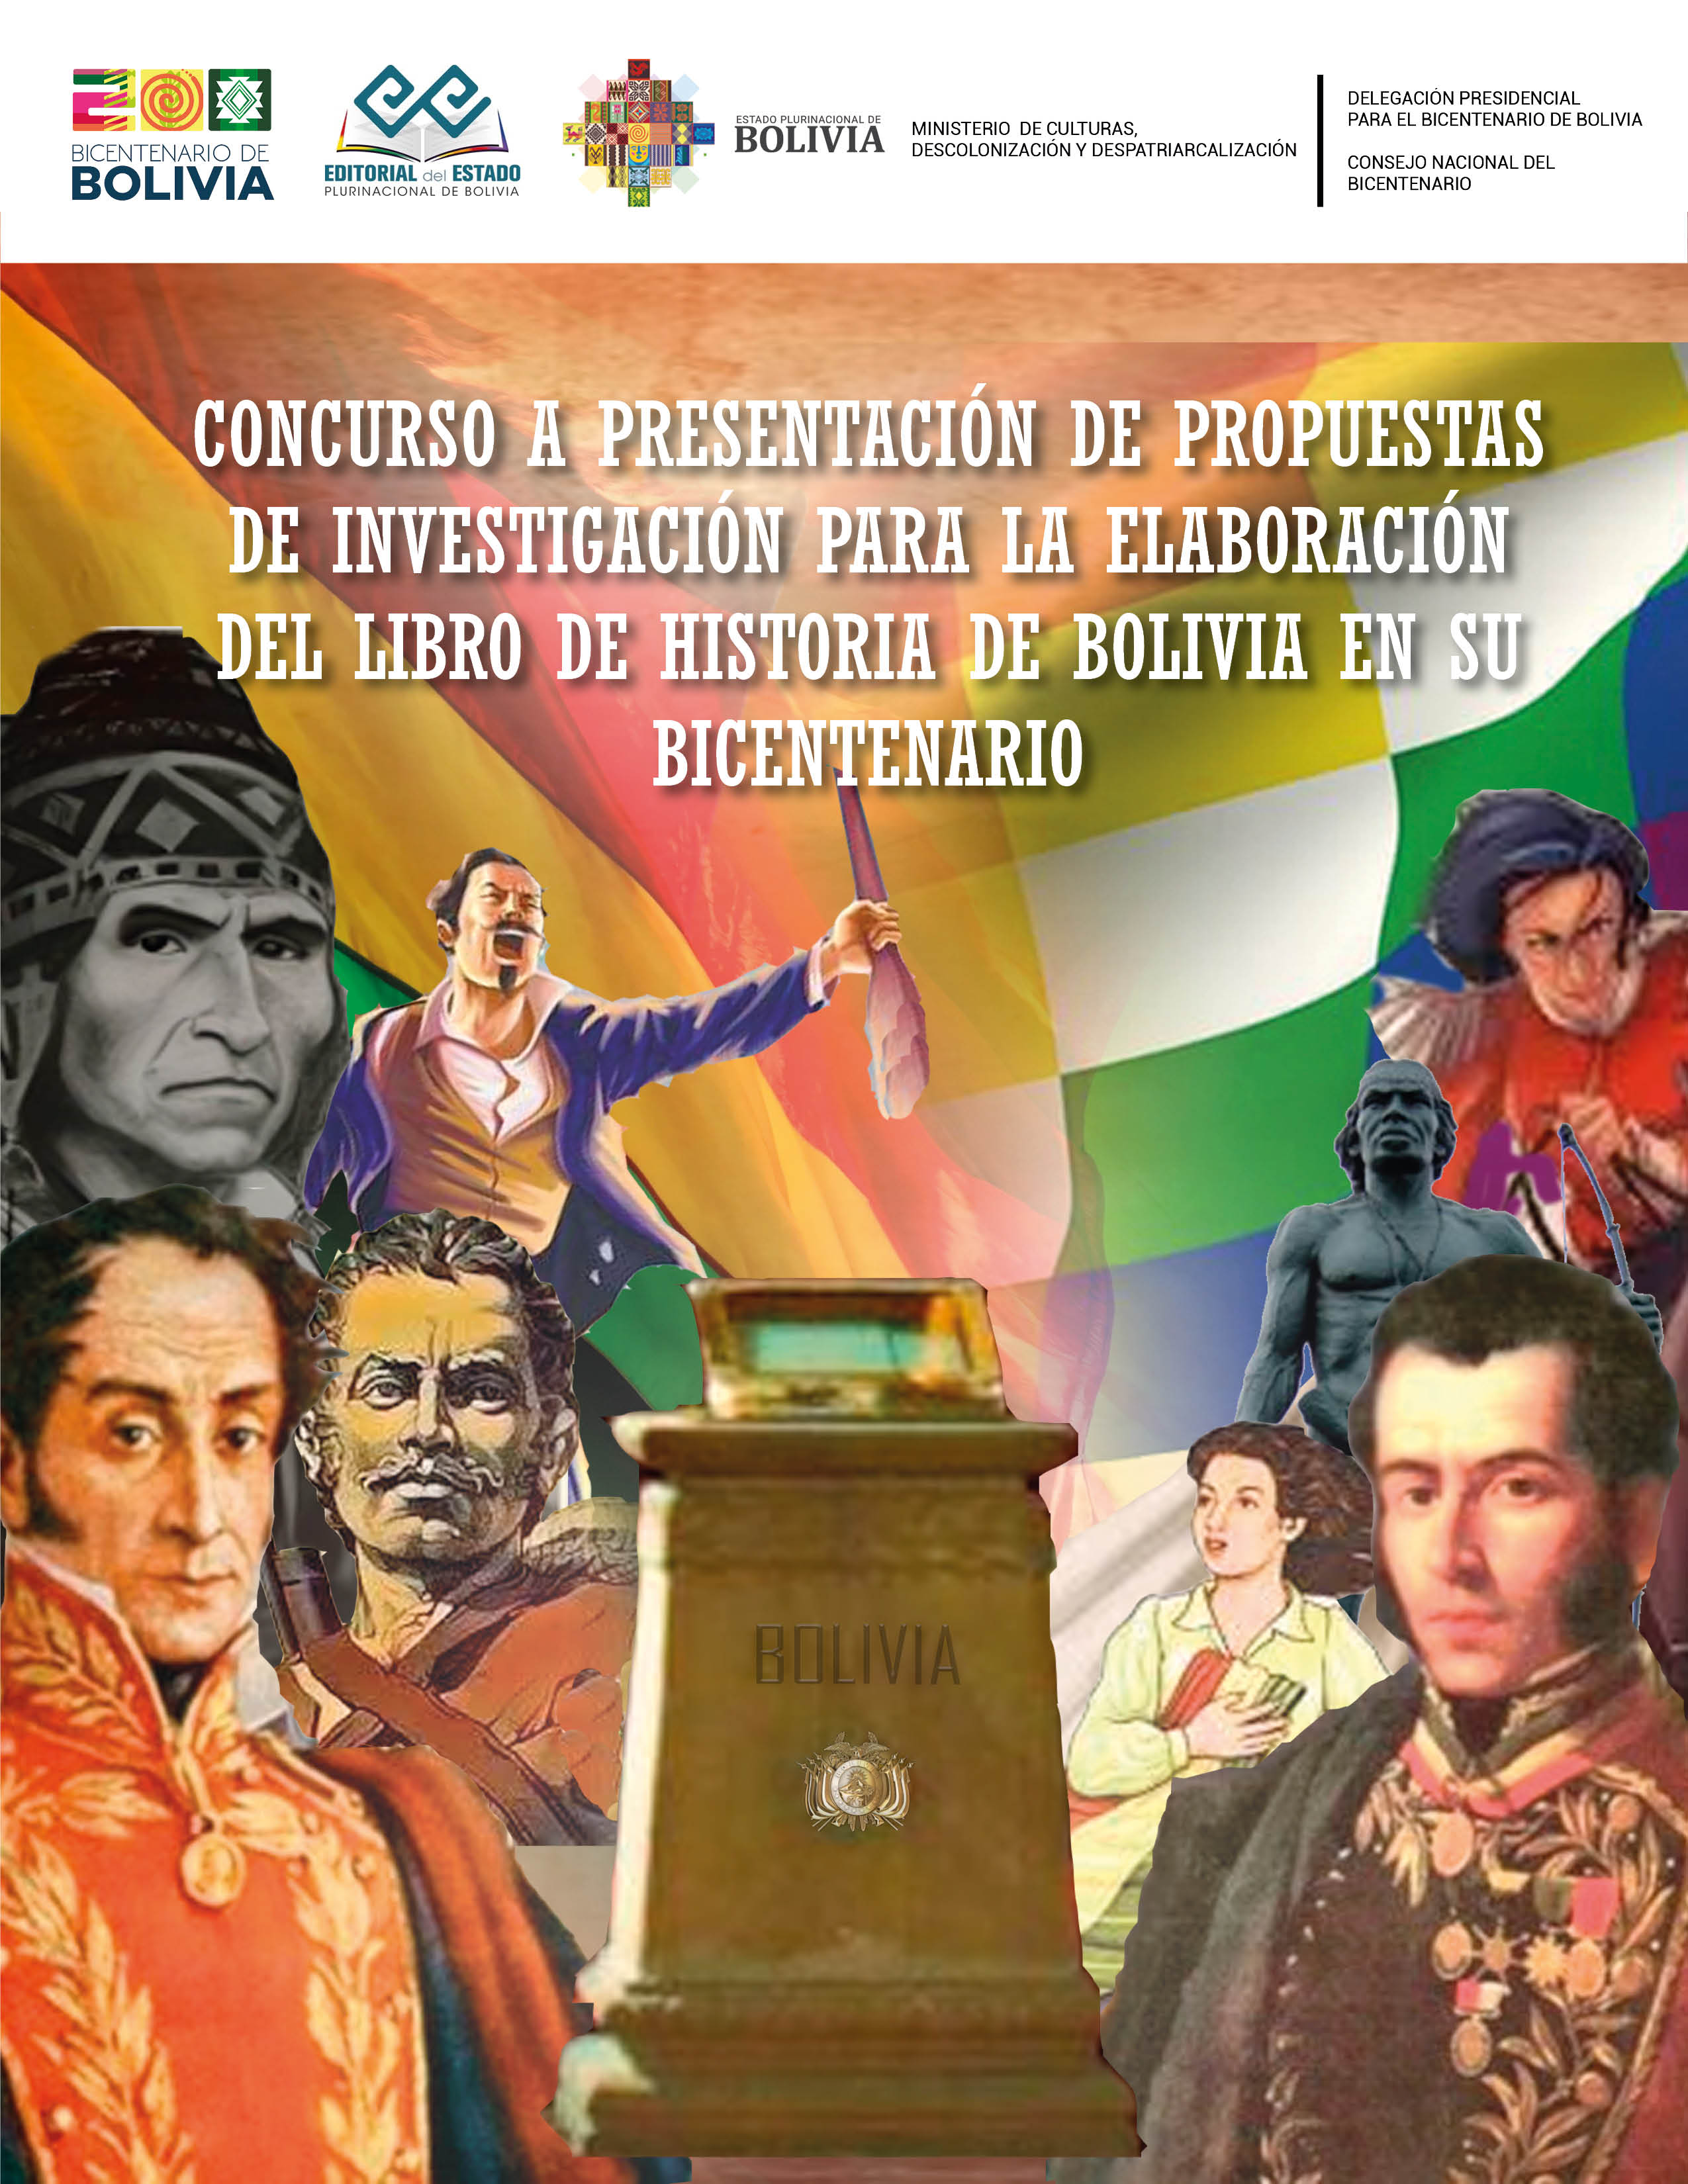 BICENTENARIO DE
BOLIVIA
EDITORIAL del ESTADO
PLURINACIONAL DE BOLIVIA
ESTADO PLURINACIONAL DE
BOLIVIA
MINISTERIO DE CULTURAS,
DESCOLONIZACIÓN Y DESPATRIARCALIZACIÓN
DELEGACIÓN PRESIDENCIAL
PARA EL BICENTENARIO DE BOLIVIA
CONSEJO NACIONAL DEL
BICENTENARIO
CONCURSO A PRESENTACIÓN DE PROPUESTAS
DE INVESTIGACIÓN PARA LA ELABORACIÓN
DEL LIBRO DE HISTORIA DE BOLIVIA EN SU
BICENTENARIO
BOLIVIA